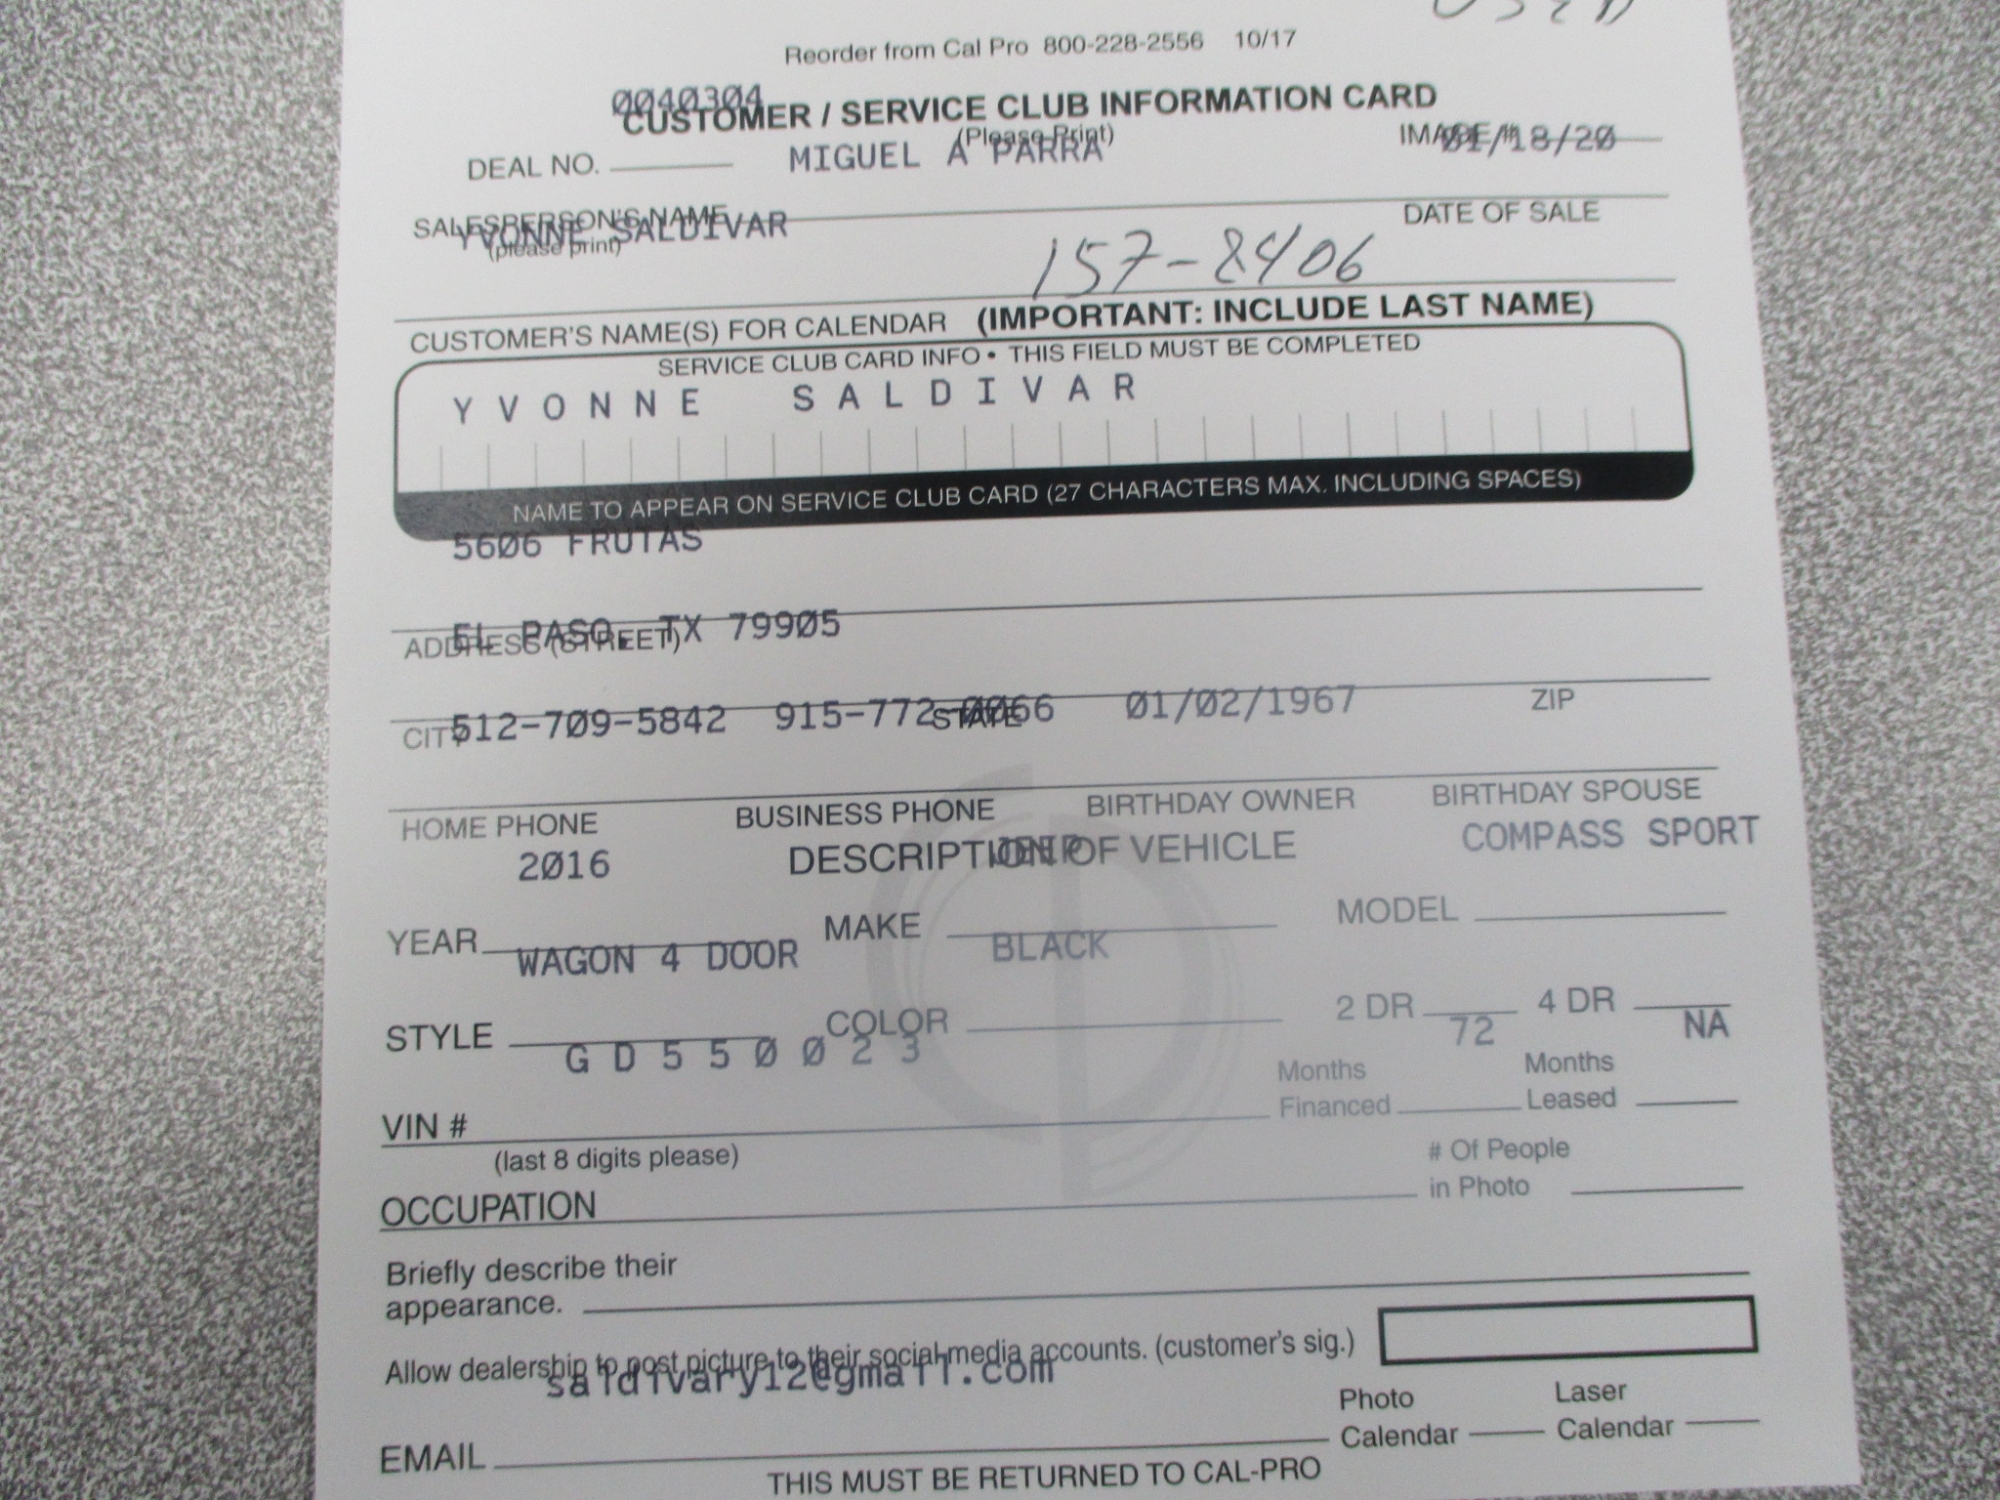 Reorder from Cal Pro 800-228-2556 10/17
0040304
CUSTOMER / SERVICE CLUB INFORMATION CARD
(Please Print)
DEAL NO. MIGUEL A PARRA IMAGE # 01/18/20
SALESPERSON'S NAME DATE OF SALE
YVONNE SALDIVAR
(please print)
157-8406
CUSTOMER'S NAME(S) FOR CALENDAR (IMPORTANT: INCLUDE LAST NAME)
SERVICE CLUB CARD INFO • THIS FIELD MUST BE COMPLETED
YVONNE SALDIVAR
NAME TO APPEAR ON SERVICE CLUB CARD (27 CHARACTERS MAX. INCLUDING SPACES)
5606 FRUTAS
EL PASO, TX 79905
ADDRESS (STREET)
512-709-5842 915-772-0066 01/02/1967
CITY STATE ZIP
HOME PHONE BUSINESS PHONE BIRTHDAY OWNER BIRTHDAY SPOUSE
DESCRIPTION OF VEHICLE
2016 JEEP COMPASS SPORT
YEAR MAKE MODEL
WAGON 4 DOOR BLACK
STYLE COLOR 2 DR 4 DR
GD550023 72 NA
Months Financed Months Leased
VIN #
(last 8 digits please)
# Of People in Photo
OCCUPATION
Briefly describe their
appearance.
Allow dealership to post picture to their social media accounts. (customer's sig.)
saldivary12@gmail.com
Photo Calendar Laser Calendar
EMAIL
THIS MUST BE RETURNED TO CAL-PRO